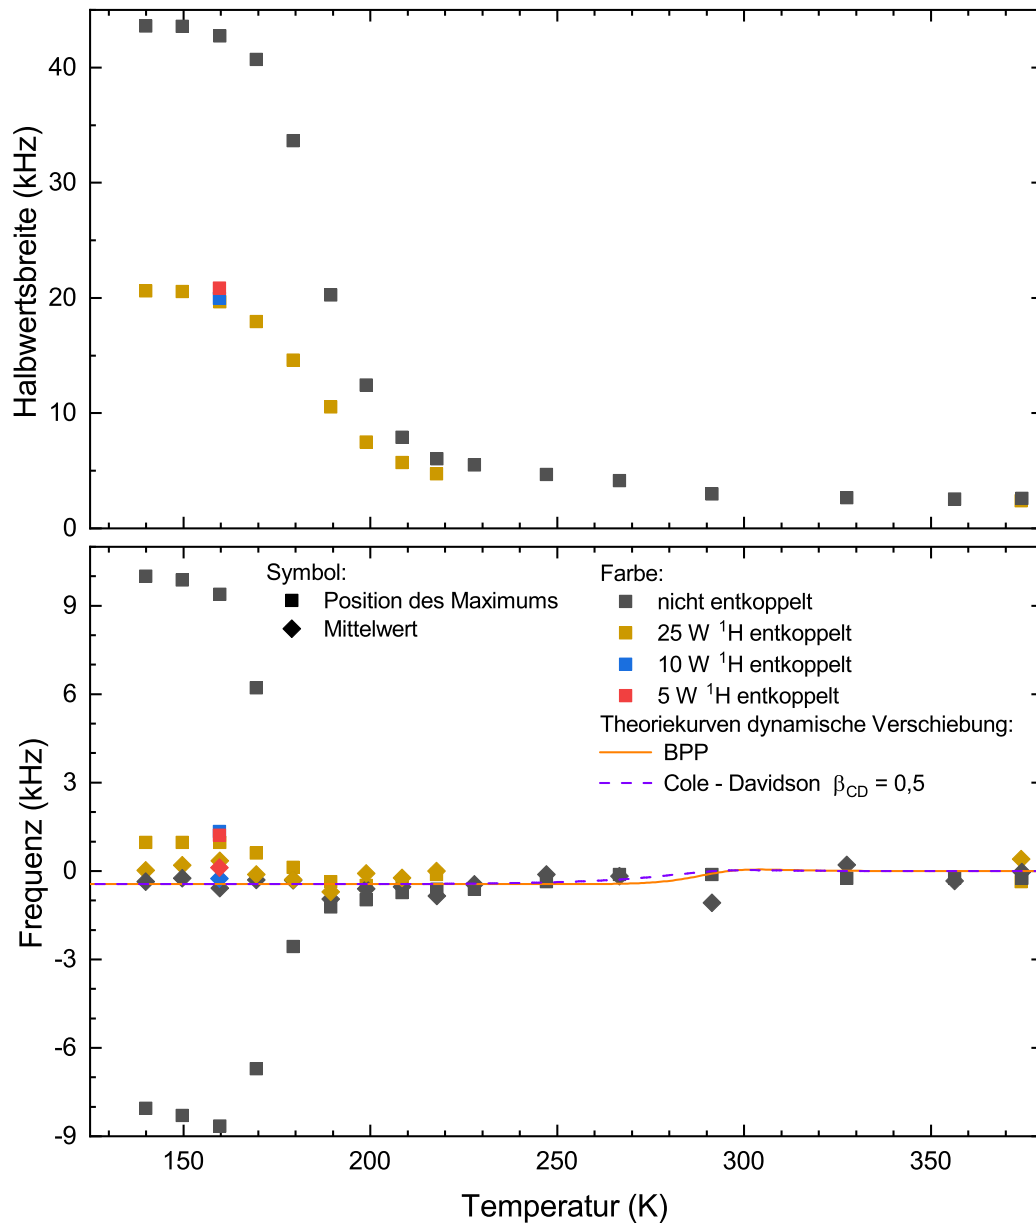 40
30
20
10
0
Halbwertsbreite (kHz)
Symbol:
Position des Maximums
Mittelwert
Farbe:
nicht entkoppelt
25 W ¹H entkoppelt
10 W ¹H entkoppelt
5 W ¹H entkoppelt
Theoriekurven dynamische Verschiebung:
BPP
Cole - Davidson β_CD = 0,5
9
6
3
0
-3
-6
-9
Frequenz (kHz)
150 200 250 300 350
Temperatur (K)